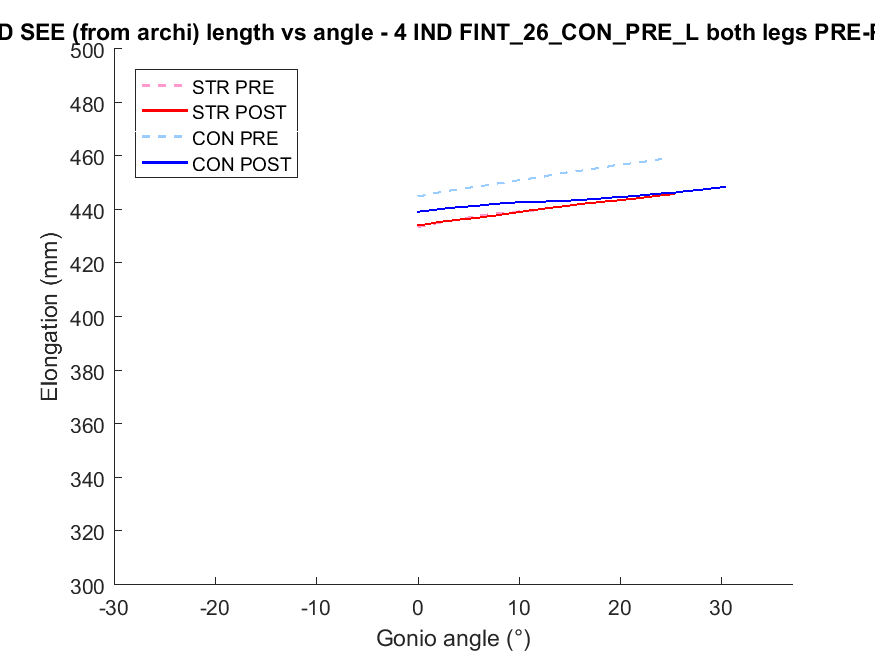 D SEE (from archi) length vs angle - 4 IND FINT_26_CON_PRE_L both legs PRE-P
500
480
460
440
420
400
380
360
340
320
300
STR PRE
STR POST
CON PRE
CON POST
Elongation (mm)
-30
-20
-10
0
10
20
30
Gonio angle (°)